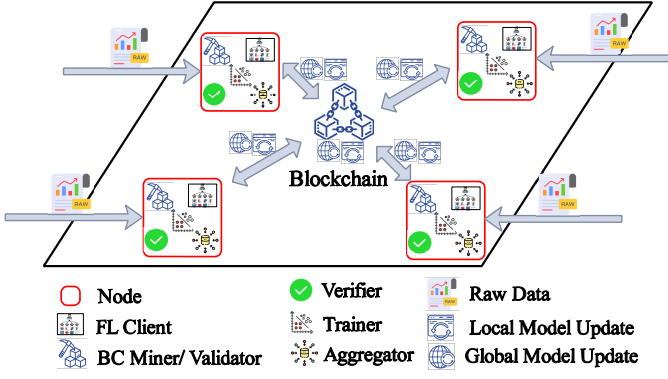 RAW
RAW
Blockchain
RAW
RAW
Node
Verifier
RAW
Raw Data
FL Client
Trainer
Local Model Update
BC Miner/ Validator
Aggregator
Global Model Update